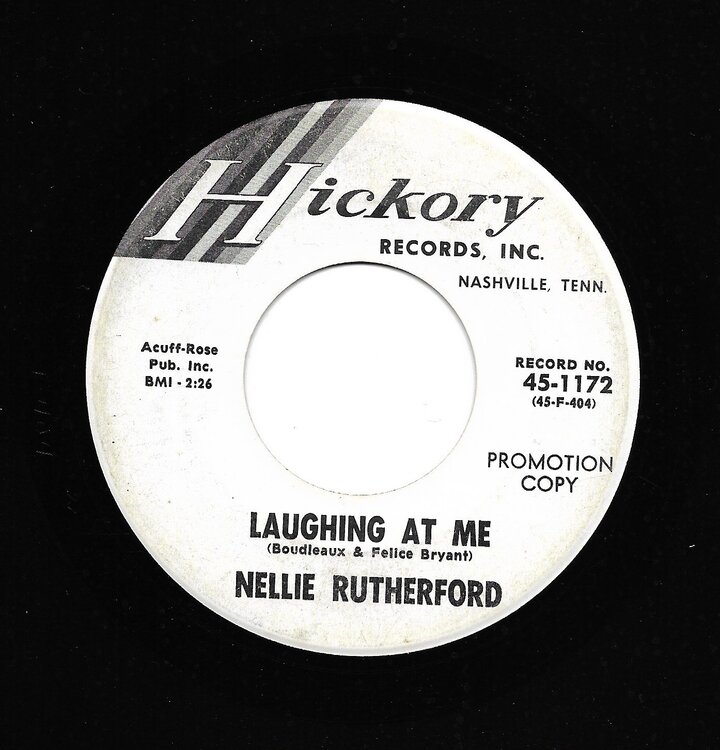 Hickory
RECORDS, INC.
NASHVILLE, TENN.
Acuff-Rose
Pub. Inc.
BMI - 2:26
RECORD NO.
45-1172
(45-F-404)
PROMOTION
COPY
LAUGHING AT ME
(Boudleaux & Felice Bryant)
NELLIE RUTHERFORD